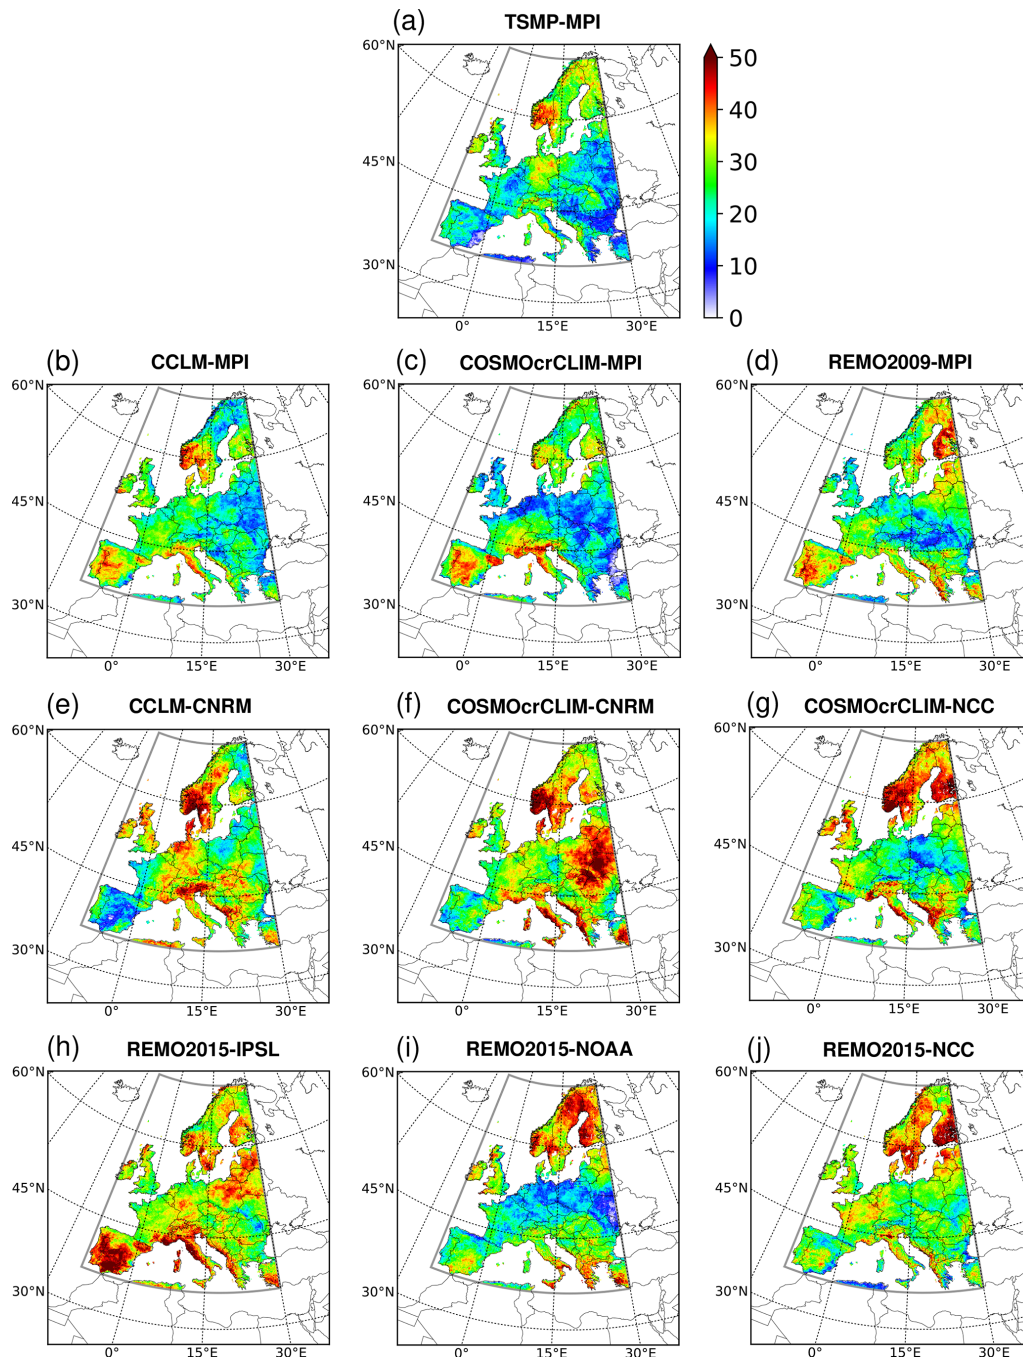 (a) TSMP-MPI
60°N
45°N
30°N
0° 15°E 30°E
50
40
30
20
10
0
(b) CCLM-MPI
60°N
45°N
30°N
0° 15°E 30°E
(c) COSMOcrCLIM-MPI
60°N
45°N
30°N
0° 15°E 30°E
(d) REMO2009-MPI
60°N
45°N
30°N
0° 15°E 30°E
(e) CCLM-CNRM
60°N
45°N
30°N
0° 15°E 30°E
(f) COSMOcrCLIM-CNRM
60°N
45°N
30°N
0° 15°E 30°E
(g) COSMOcrCLIM-NCC
60°N
45°N
30°N
0° 15°E 30°E
(h) REMO2015-IPSL
60°N
45°N
30°N
0° 15°E 30°E
(i) REMO2015-NOAA
60°N
45°N
30°N
0° 15°E 30°E
(j) REMO2015-NCC
60°N
45°N
30°N
0° 15°E 30°E